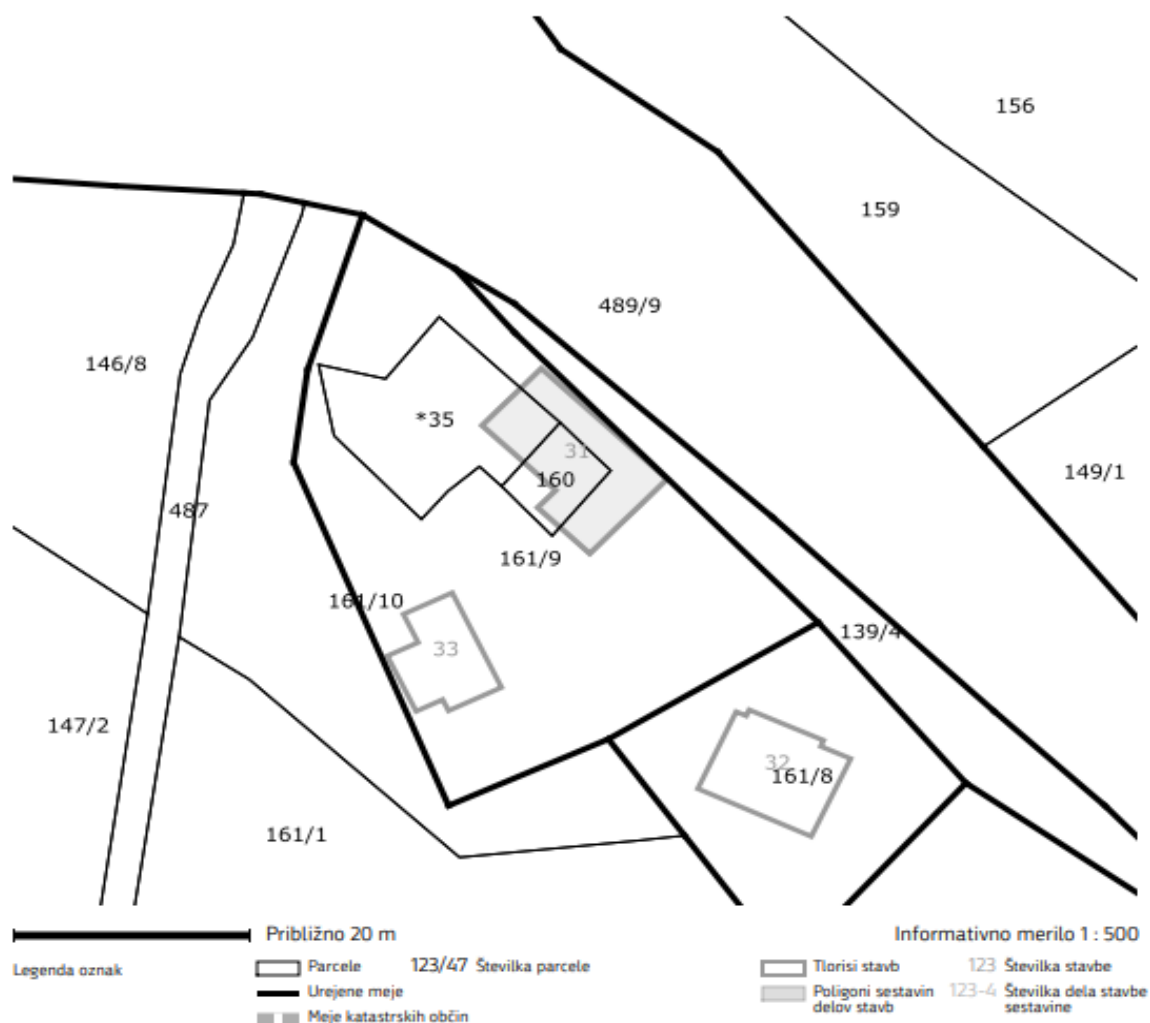 156
159
489/9
146/8
*35
31
149/1
160
487
161/9
161/10
139/4
33
147/2
32
161/8
161/1
Približno 20 m
Informativno merilo 1 : 500
Legenda oznak
Parcele
123/47 Številka parcele
Urejene meje
Meje katastrskih občin
Tlorisi stavb
123 Številka stavbe
Poligoni sestavin
delov stavb
123-4 Številka dela stavbe
sestavine